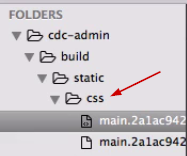 FOLDERS
cdc-admin
build
static
css
main.2a1ac942
main.2a1ac942